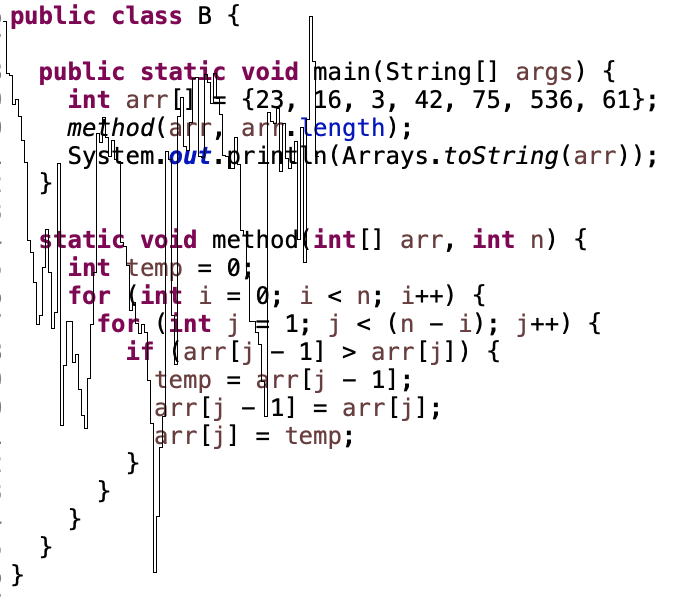 public class B {
public static void main(String[] args) {
int arr[] = {23, 16, 3, 42, 75, 536, 61};
method(arr, arr.length);
System.out.println(Arrays.toString(arr));
}
static void method(int[] arr, int n) {
int temp = 0;
for (int i = 0; i < n; i++) {
for (int j = 1; j < (n - i); j++) {
if (arr[j - 1] > arr[j]) {
temp = arr[j - 1];
arr[j - 1] = arr[j];
arr[j] = temp;
}
}
}
}
}